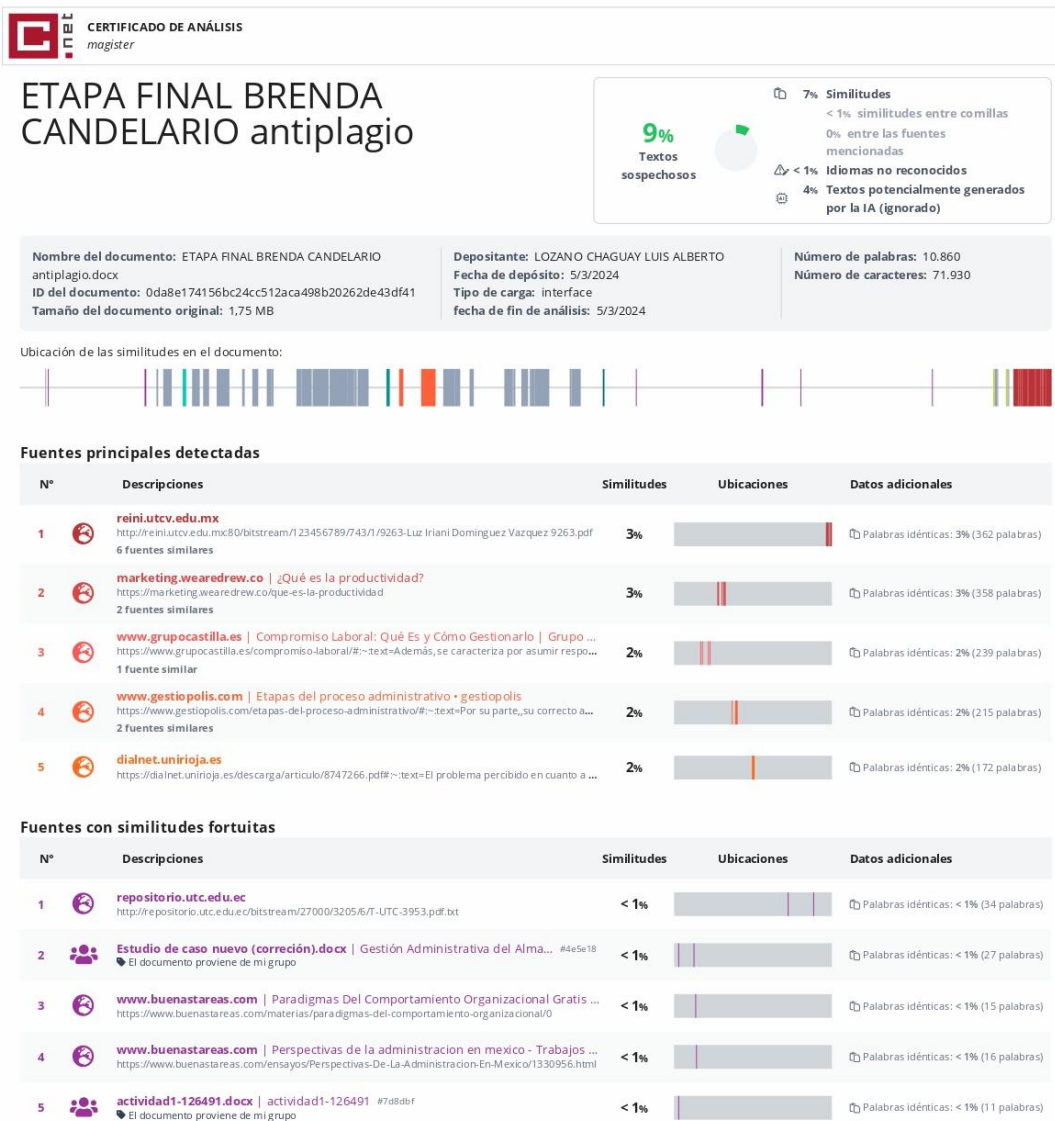 .net
CERTIFICADO DE ANÁLISIS
magister
ETAPA FINAL BRENDA
CANDELARIO antiplagio
9%
Textos
sospechosos
7% Similitudes
< 1% similitudes entre comillas
0% entre las fuentes
mencionadas
< 1% Idiomas no reconocidos
4% Textos potencialmente generados
por la IA (ignorado)
Nombre del documento: ETAPA FINAL BRENDA CANDELARIO
antiplagio.docx
ID del documento: 0da8e174156bc24cc512aca498b20262de43df41
Tamaño del documento original: 1,75 MB
Depositante: LOZANO CHAGUAY LUIS ALBERTO
Fecha de depósito: 5/3/2024
Tipo de carga: interface
fecha de fin de análisis: 5/3/2024
Número de palabras: 10.860
Número de caracteres: 71.930
Ubicación de las similitudes en el documento:
Fuentes principales detectadas
N° Descripciones Similitudes Ubicaciones Datos adicionales
1 reini.utcv.edu.mx
http://reini.utcv.edu.mx:80/bitstream/123456789/743/1/9263-Luz Iriani Dominguez Vazquez 9263.pdf
6 fuentes similares
3% Palabras idénticas: 3% (362 palabras)
2 marketing.wearedrew.co | ¿Qué es la productividad?
https://marketing.wearedrew.co/que-es-la-productividad
2 fuentes similares
3% Palabras idénticas: 3% (358 palabras)
3 www.grupocastilla.es | Compromiso Laboral: Qué Es y Cómo Gestionarlo | Grupo ...
https://www.grupocastilla.es/compromiso-laboral/#:~:text=Además,se caracteriza por asumir respo...
1 fuente similar
2% Palabras idénticas: 2% (239 palabras)
4 www.gestiopolis.com | Etapas del proceso administrativo • gestiopolis
https://www.gestiopolis.com/etapas-del-proceso-administrativo/#:~:text=Por su parte,,su correcto a...
2 fuentes similares
2% Palabras idénticas: 2% (215 palabras)
5 dialnet.unirioja.es
https://dialnet.unirioja.es/descarga/articulo/8747266.pdf#:~:text=El problema percibido en cuanto a ...
2% Palabras idénticas: 2% (172 palabras)
Fuentes con similitudes fortuitas
N° Descripciones Similitudes Ubicaciones Datos adicionales
1 repositorio.utc.edu.ec
http://repositorio.utc.edu.ec/bitstream/27000/3205/6/T-UTC-3953.pdf.txt
< 1% Palabras idénticas: < 1% (34 palabras)
2 Estudio de caso nuevo (correción).docx | Gestión Administrativa del Alma... #4e5e18
El documento proviene de mi grupo
< 1% Palabras idénticas: < 1% (27 palabras)
3 www.buenastareas.com | Paradigmas Del Comportamiento Organizacional Gratis ...
https://www.buenastareas.com/materias/paradigmas-del-comportamiento-organizacional/0
< 1% Palabras idénticas: < 1% (15 palabras)
4 www.buenastareas.com | Perspectivas de la administracion en mexico - Trabajos ...
https://www.buenastareas.com/ensayos/Perspectivas-De-La-Administracion-En-Mexico/1330956.html
< 1% Palabras idénticas: < 1% (16 palabras)
5 actividad1-126491.docx | actividad1-126491 #7d8dbf
El documento proviene de mi grupo
< 1% Palabras idénticas: < 1% (11 palabras)